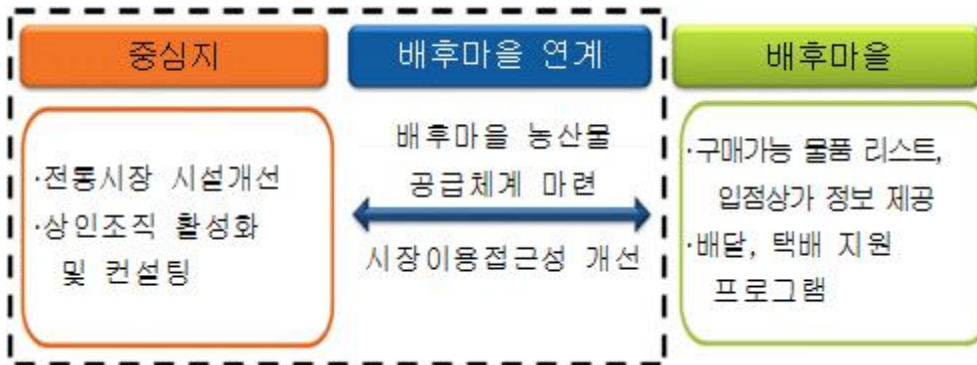 중심지
·전통시장 시설개선
·상인조직 활성화
및 컨설팅
배후마을 연계
배후마을 농산물
공급체계 마련
시장이용접근성 개선
배후마을
·구매가능 물품 리스트,
입점상가 정보 제공
·배달, 택배 지원
프로그램